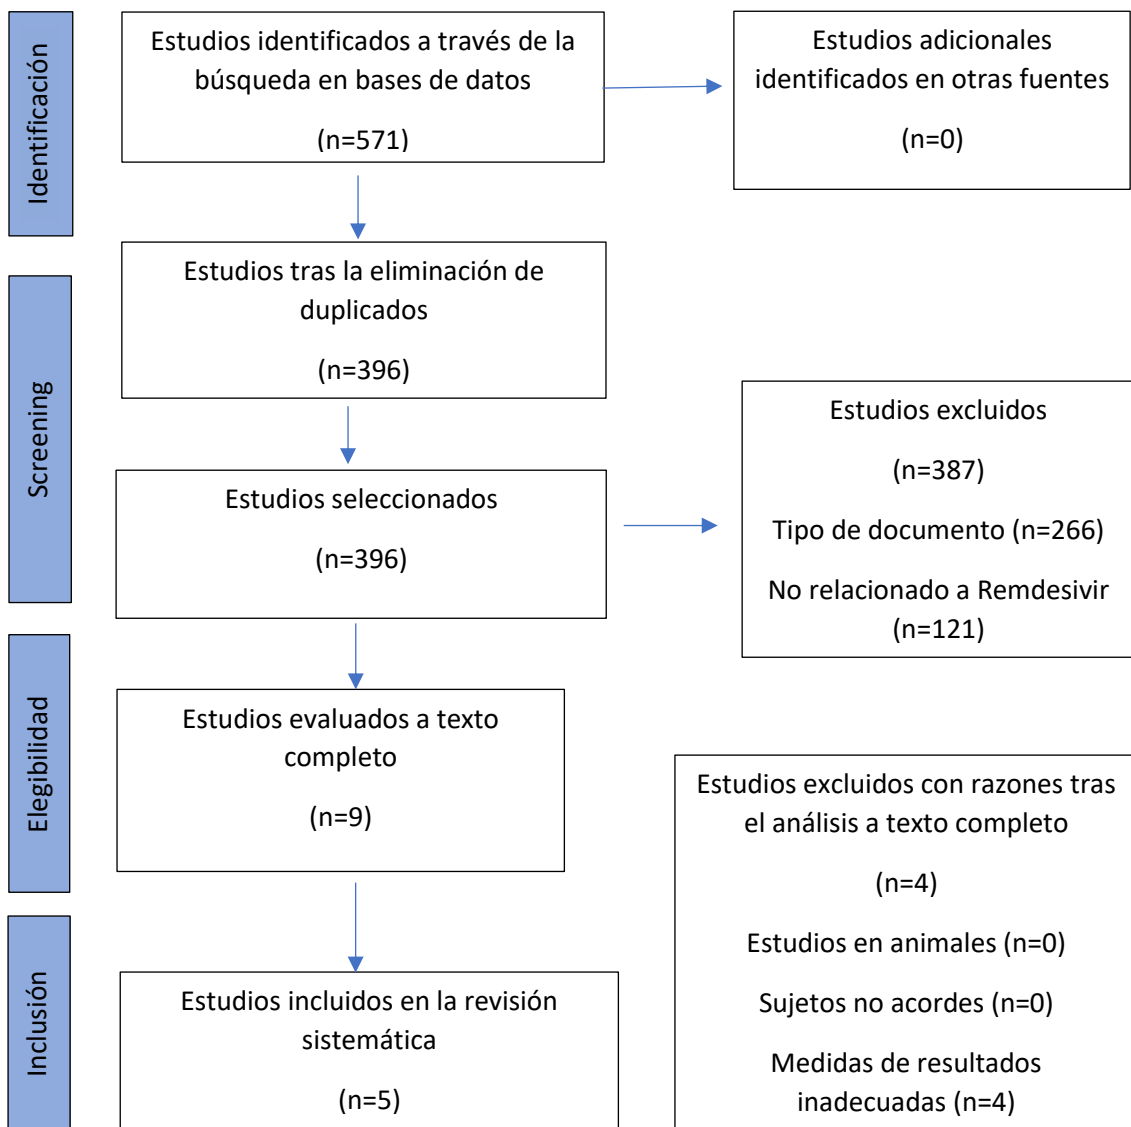 Identificación
Estudios identificados a través de la
búsqueda en bases de datos
(n=571)
Estudios adicionales
identificados en otras fuentes
(n=0)
Screening
Estudios tras la eliminación de
duplicados
(n=396)
Estudios seleccionados
(n=396)
Estudios excluidos
(n=387)
Tipo de documento (n=266)
No relacionado a Remdesivir
(n=121)
Elegibilidad
Estudios evaluados a texto
completo
(n=9)
Estudios excluidos con razones tras
el análisis a texto completo
(n=4)
Estudios en animales (n=0)
Sujetos no acordes (n=0)
Medidas de resultados
inadecuadas (n=4)
Inclusión
Estudios incluidos en la revisión
sistemática
(n=5)